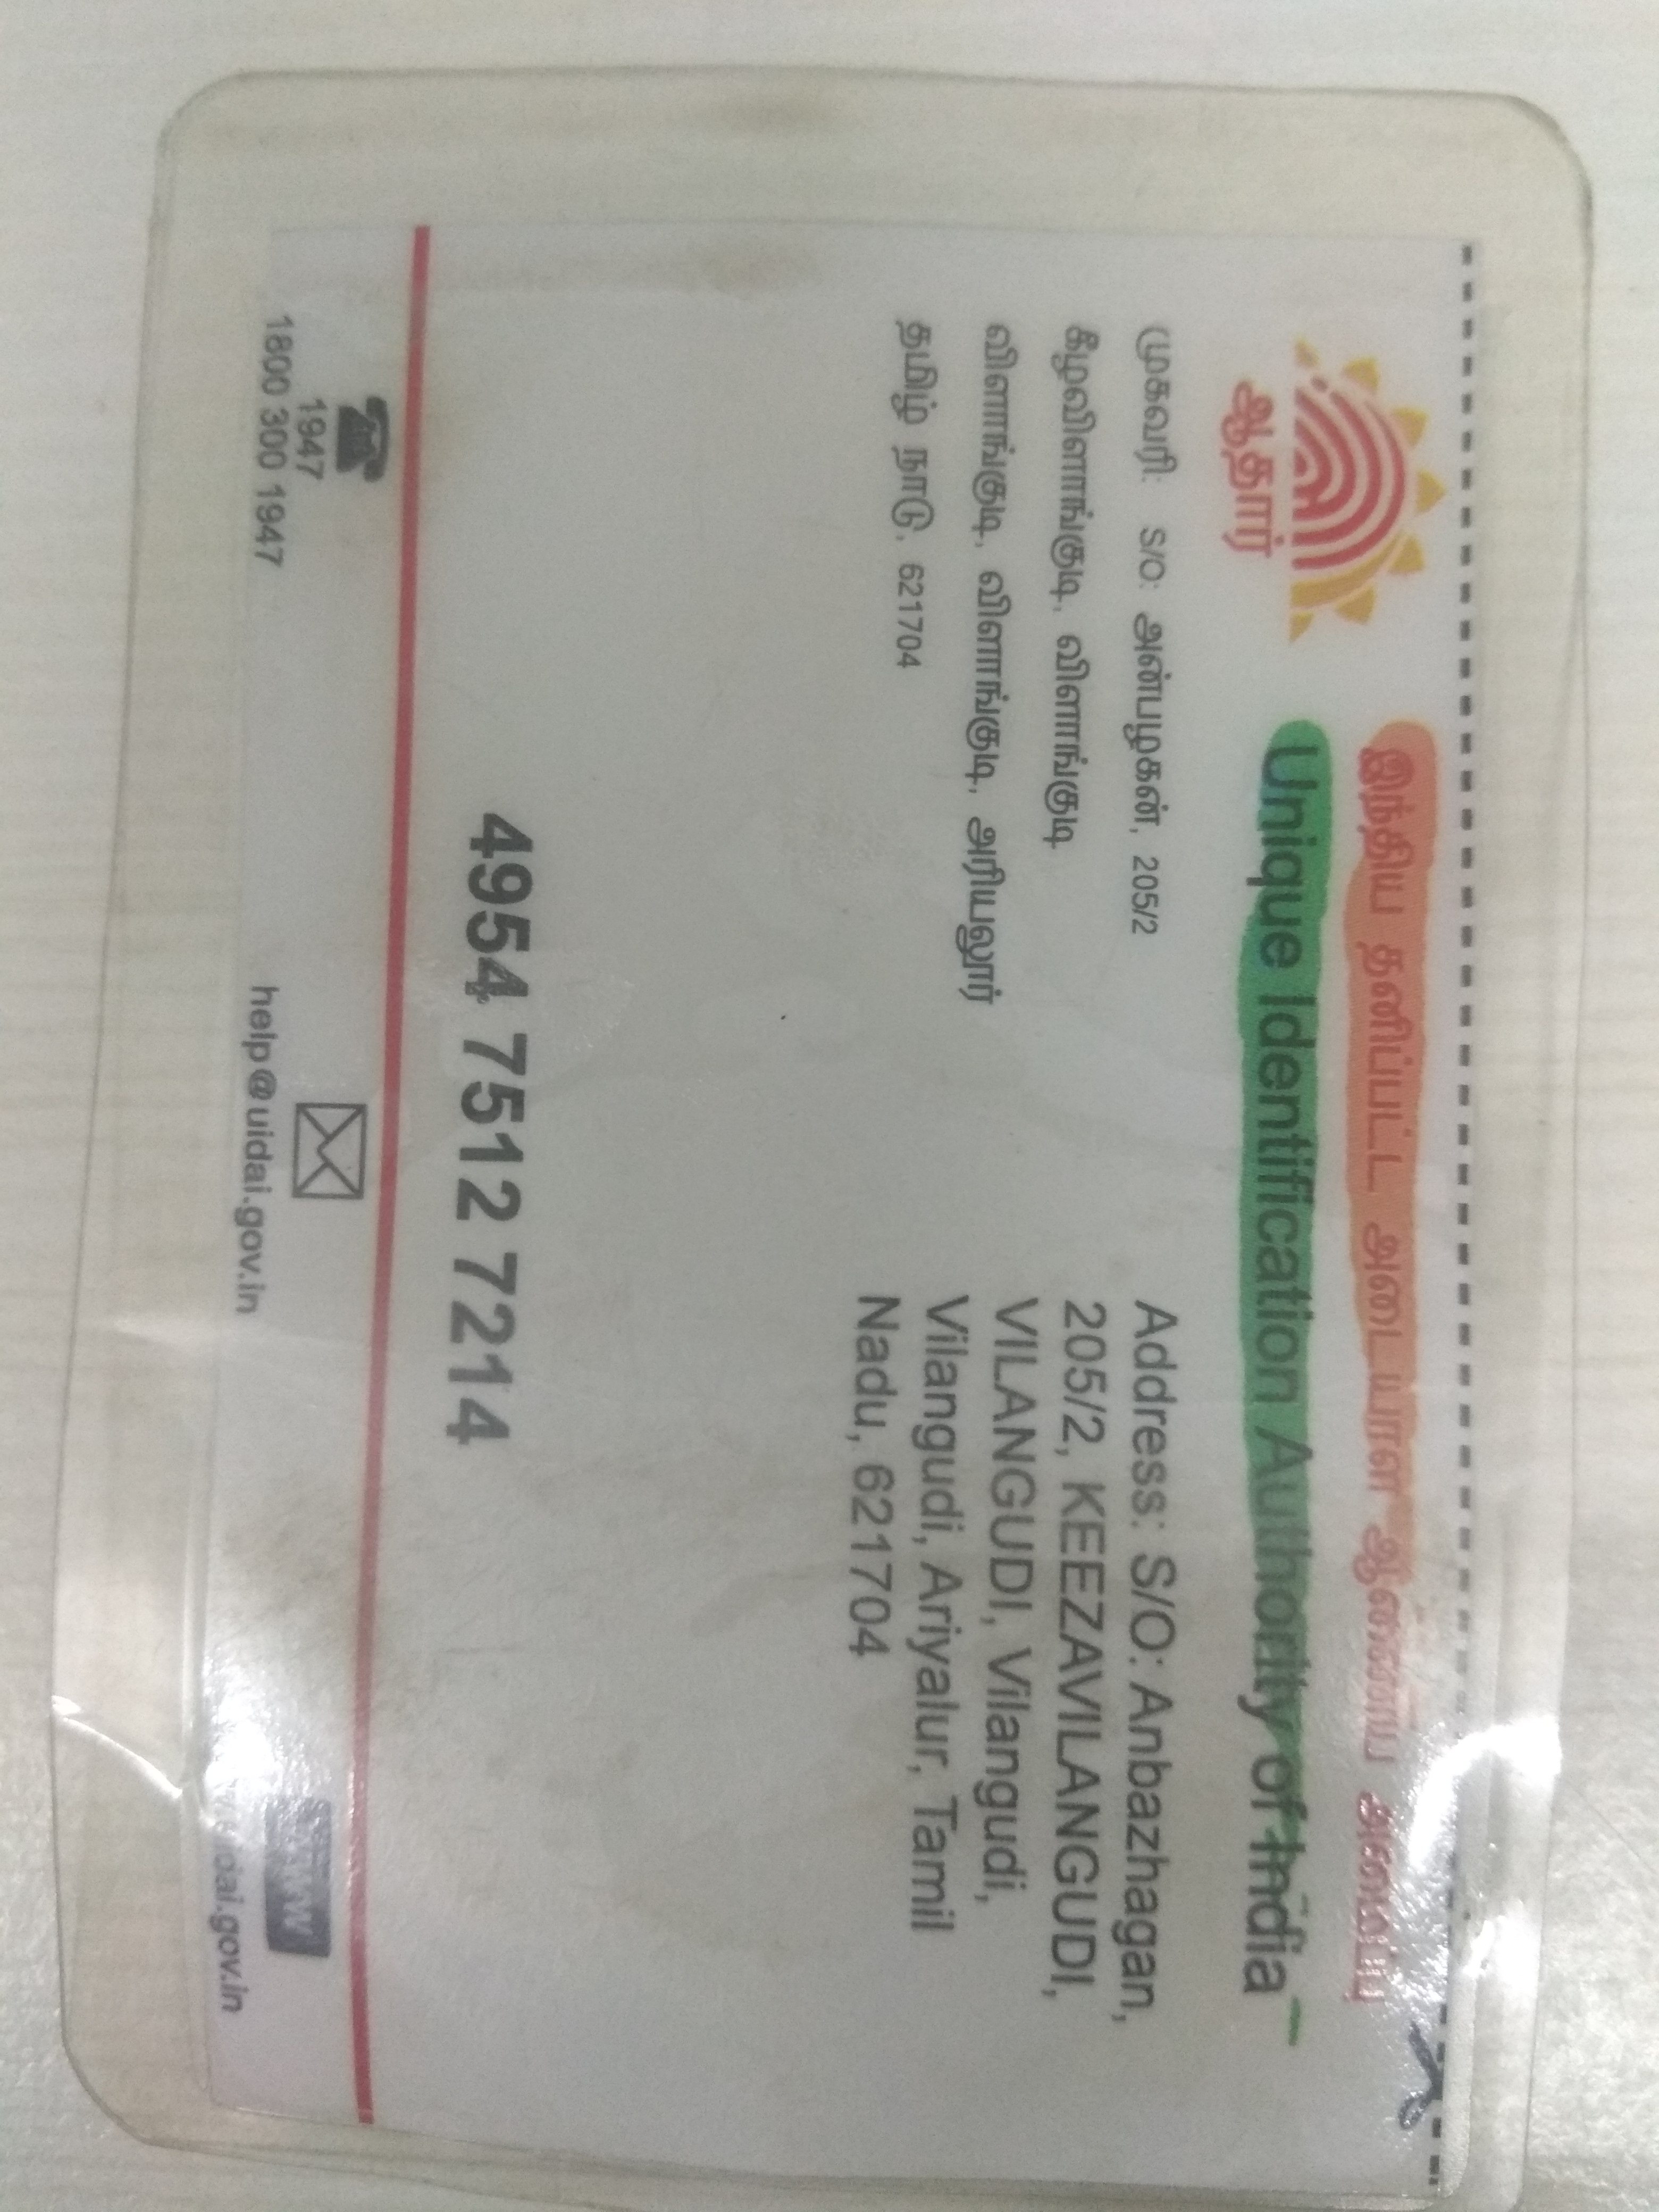 இந்திய தனிப்பட்ட அடையாள ஆணைய அமைப்பு
Unique Identification Authority of India
ஆதார்
முகவரி: S/O: அன்பழகன், 205/2
கீழவிளாங்குடி, விளாங்குடி
விளாங்குடி, விளாங்குடி, அரியலூர்
தமிழ் நாடு, 621704
Address: S/O: Anbazhagan,
205/2, KEEZAVILANGUDI,
VILANGUDI, Vilangudi,
Vilangudi, Ariyalur, Tamil
Nadu, 621704
4954 7512 7214
1947
1800 300 1947
help@uidai.gov.in
WWW